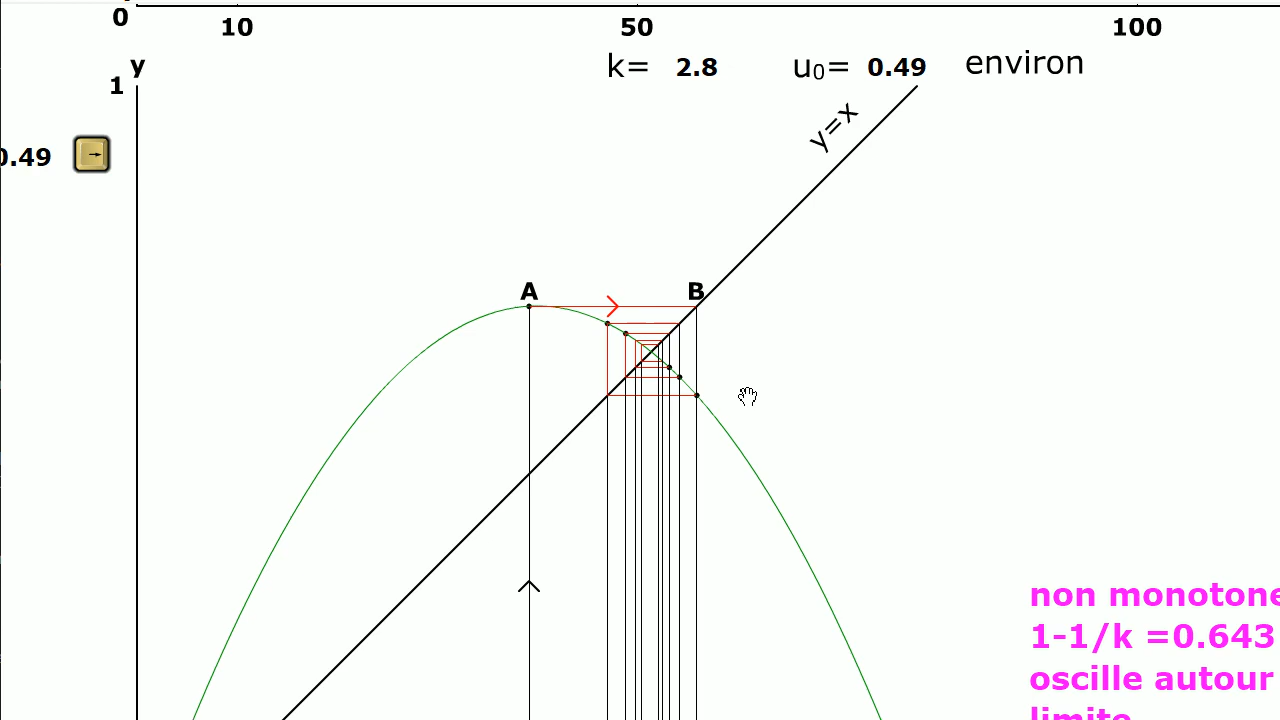 0
10 50 100
y
k= 2.8 u₀= 0.49 environ
1
y=x
0.49
A B
non monotone
1-1/k =0.643
oscille autour
limite